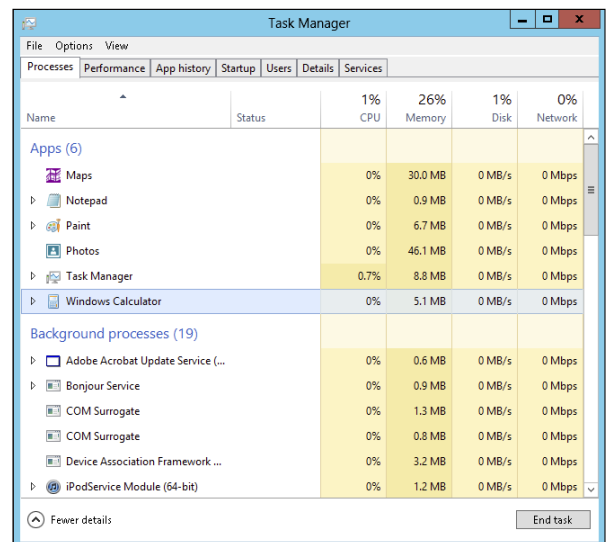 Task Manager
File Options View
Processes Performance App history Startup Users Details Services
1% 26% 1% 0%
Name Status CPU Memory Disk Network
Apps (6)
Maps 0% 30.0 MB 0 MB/s 0 Mbps
Notepad 0% 0.9 MB 0 MB/s 0 Mbps
Paint 0% 6.7 MB 0 MB/s 0 Mbps
Photos 0% 46.1 MB 0 MB/s 0 Mbps
Task Manager 0.7% 8.8 MB 0 MB/s 0 Mbps
Windows Calculator 0% 5.1 MB 0 MB/s 0 Mbps
Background processes (19)
Adobe Acrobat Update Service (... 0% 0.6 MB 0 MB/s 0 Mbps
Bonjour Service 0% 0.9 MB 0 MB/s 0 Mbps
COM Surrogate 0% 1.3 MB 0 MB/s 0 Mbps
COM Surrogate 0% 0.8 MB 0 MB/s 0 Mbps
Device Association Framework ... 0% 3.2 MB 0 MB/s 0 Mbps
iPodService Module (64-bit) 0% 1.2 MB 0 MB/s 0 Mbps
Fewer details End task